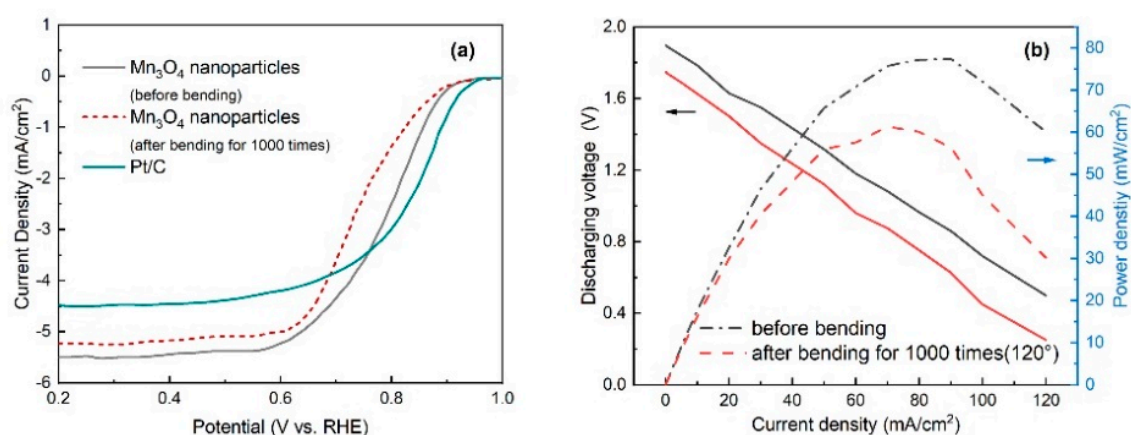 (a)
Mn₃O₄ nanoparticles
(before bending)
Mn₃O₄ nanoparticles
(after bending for 1000 times)
Pt/C
1
0
-1
-2
-3
-4
-5
-6
Current Density (mA/cm²)
0.2
0.4
0.6
0.8
1.0
Potential (V vs. RHE)
(b)
2.0
1.6
1.2
0.8
0.4
0.0
Discharging voltage (V)
80
70
60
50
40
30
20
10
0
Power denstiy (mW/cm²)
before bending
after bending for 1000 times(120°)
0
20
40
60
80
100
120
Current density (mA/cm²)